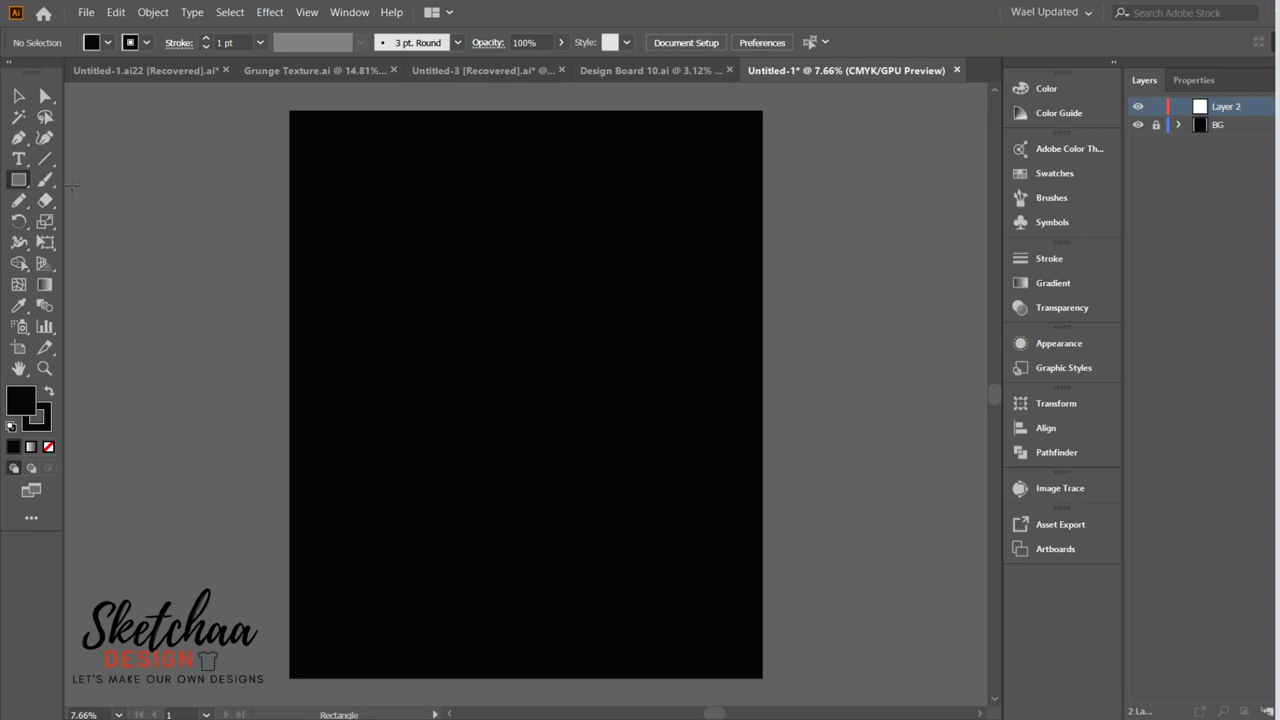 Ai File Edit Object Type Select Effect View Window Help Wael Updated Search Adobe Stock
No Selection Stroke: 1 pt 3 pt. Round Opacity: 100% Style: Document Setup Preferences
Untitled-1.ai22 [Recovered].ai* × Grunge Texture.ai @ 14.81%... × Untitled-3 [Recovered].ai* @... × Design Board 10.ai @ 3.12% ... × Untitled-1* @ 7.66% (CMYK/GPU Preview) ×
Layers Properties
Color
Layer 2
Color Guide
BG
Adobe Color Th...
T
Swatches
Brushes
Symbols
Stroke
Gradient
Transparency
Appearance
Graphic Styles
Transform
Align
Pathfinder
Image Trace
Asset Export
Artboards
Sketchaa
DESIGN
LET'S MAKE OUR OWN DESIGNS
7.66% 1 Rectangle 2 La...